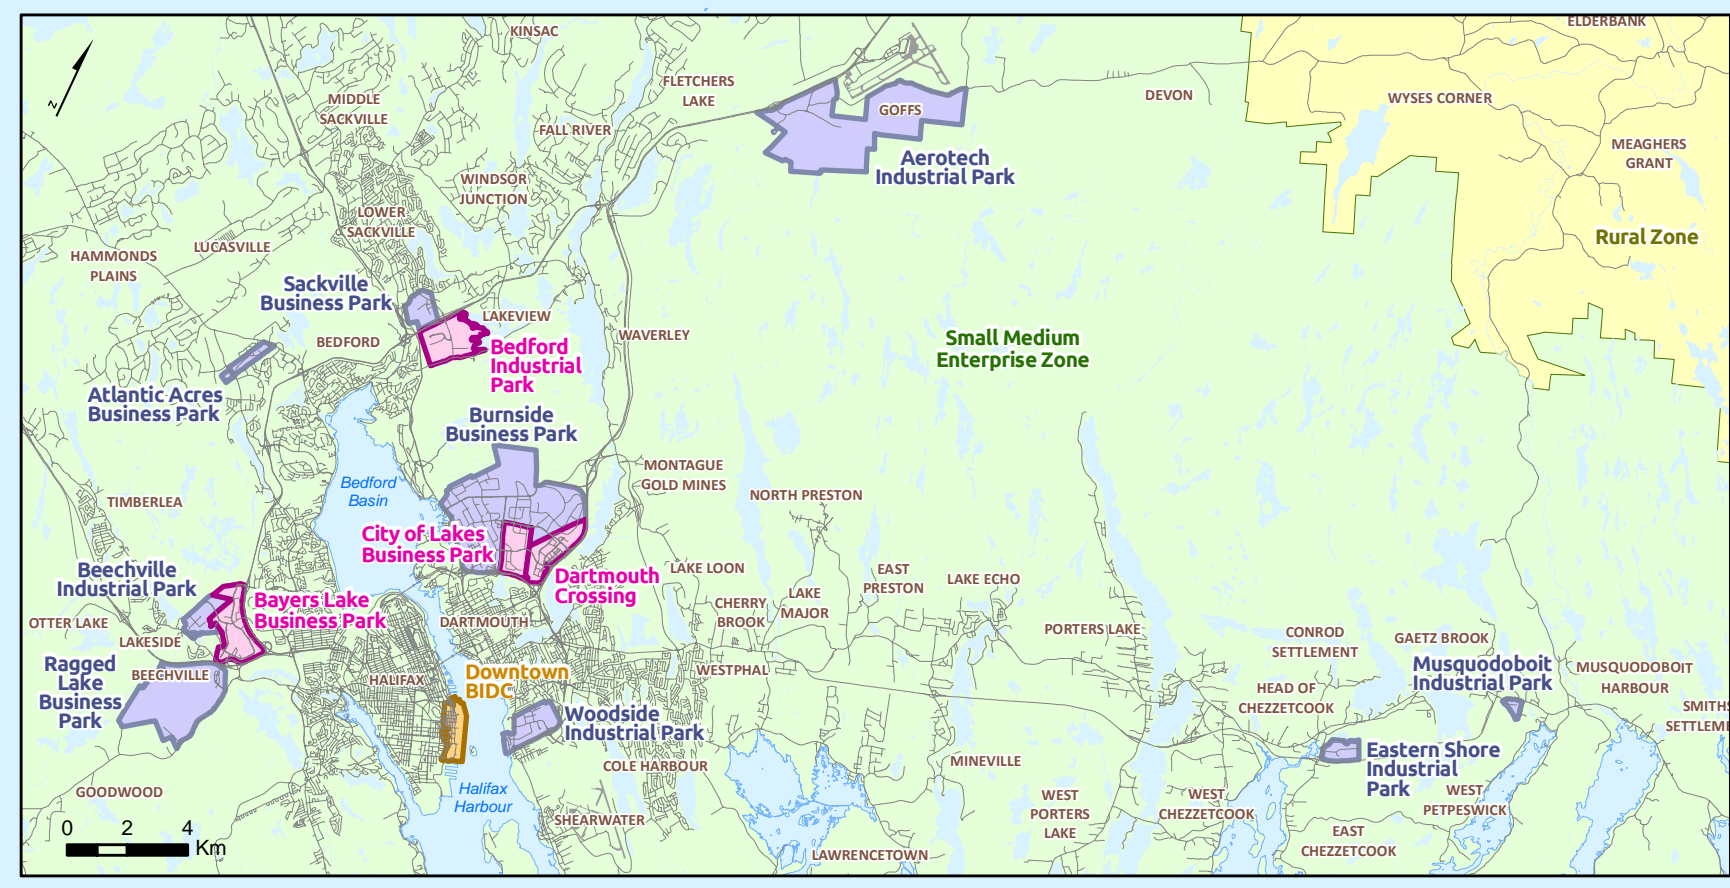 ELDERBANK
KINSAC
FLETCHERS
LAKE
MIDDLE
SACKVILLE
DEVON
WYSES CORNER
GOFFS
FALL RIVER
MEAGHERS
GRANT
Aerotech
Industrial Park
WINDSOR
JUNCTION
LOWER
SACKVILLE
LUCASVILLE
HAMMONDS
PLAINS
Rural Zone
Sackville
Business Park
LAKEVIEW
WAVERLEY
BEDFORD
Small Medium
Enterprise Zone
Bedford
Industrial
Park
Atlantic Acres
Business Park
Burnside
Business Park
MONTAGUE
GOLD MINES
Bedford
Basin
NORTH PRESTON
TIMBERLEA
City of Lakes
Business Park
Beechville
Industrial Park
Dartmouth
Crossing
LAKE LOON
EAST
PRESTON
LAKE ECHO
Bayers Lake
Business Park
CHERRY
BROOK
LAKE
MAJOR
OTTER LAKE
DARTMOUTH
PORTERS LAKE
LAKESIDE
CONROD
SETTLEMENT
GAETZ BROOK
Ragged
Lake
Business
Park
BEECHVILLE
HALIFAX
Downtown
BIDC
WESTPHAL
Musquodoboit
Industrial Park
MUSQUODOBOIT
HARBOUR
HEAD OF
CHEZZETCOOK
SMITHS
SETTLEME
Woodside
Industrial Park
COLE HARBOUR
MINEVILLE
Eastern Shore
Industrial
Park
GOODWOOD
Halifax
Harbour
WEST
PORTERS
LAKE
WEST
CHEZZETCOOK
WEST
PETPESWICK
SHEARWATER
EAST
CHEZZETCOOK
LAWRENCETOWN
N
0 2 4
Km